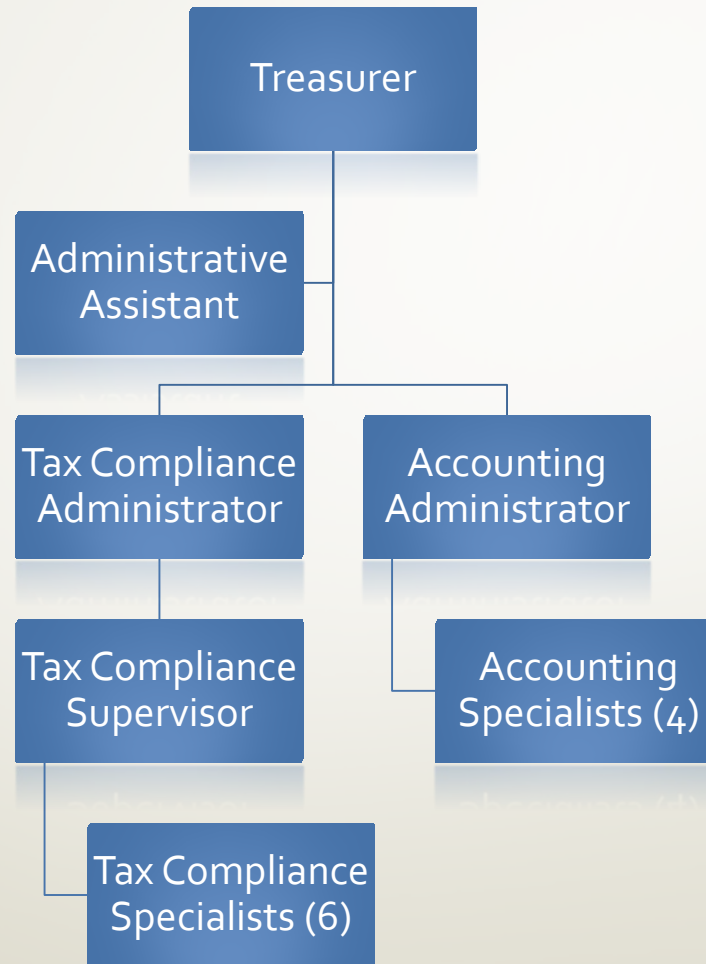 Treasurer
Administrative
Assistant
Tax Compliance
Administrator
Accounting
Administrator
Tax Compliance
Supervisor
Accounting
Specialists (4)
Tax Compliance
Specialists (6)